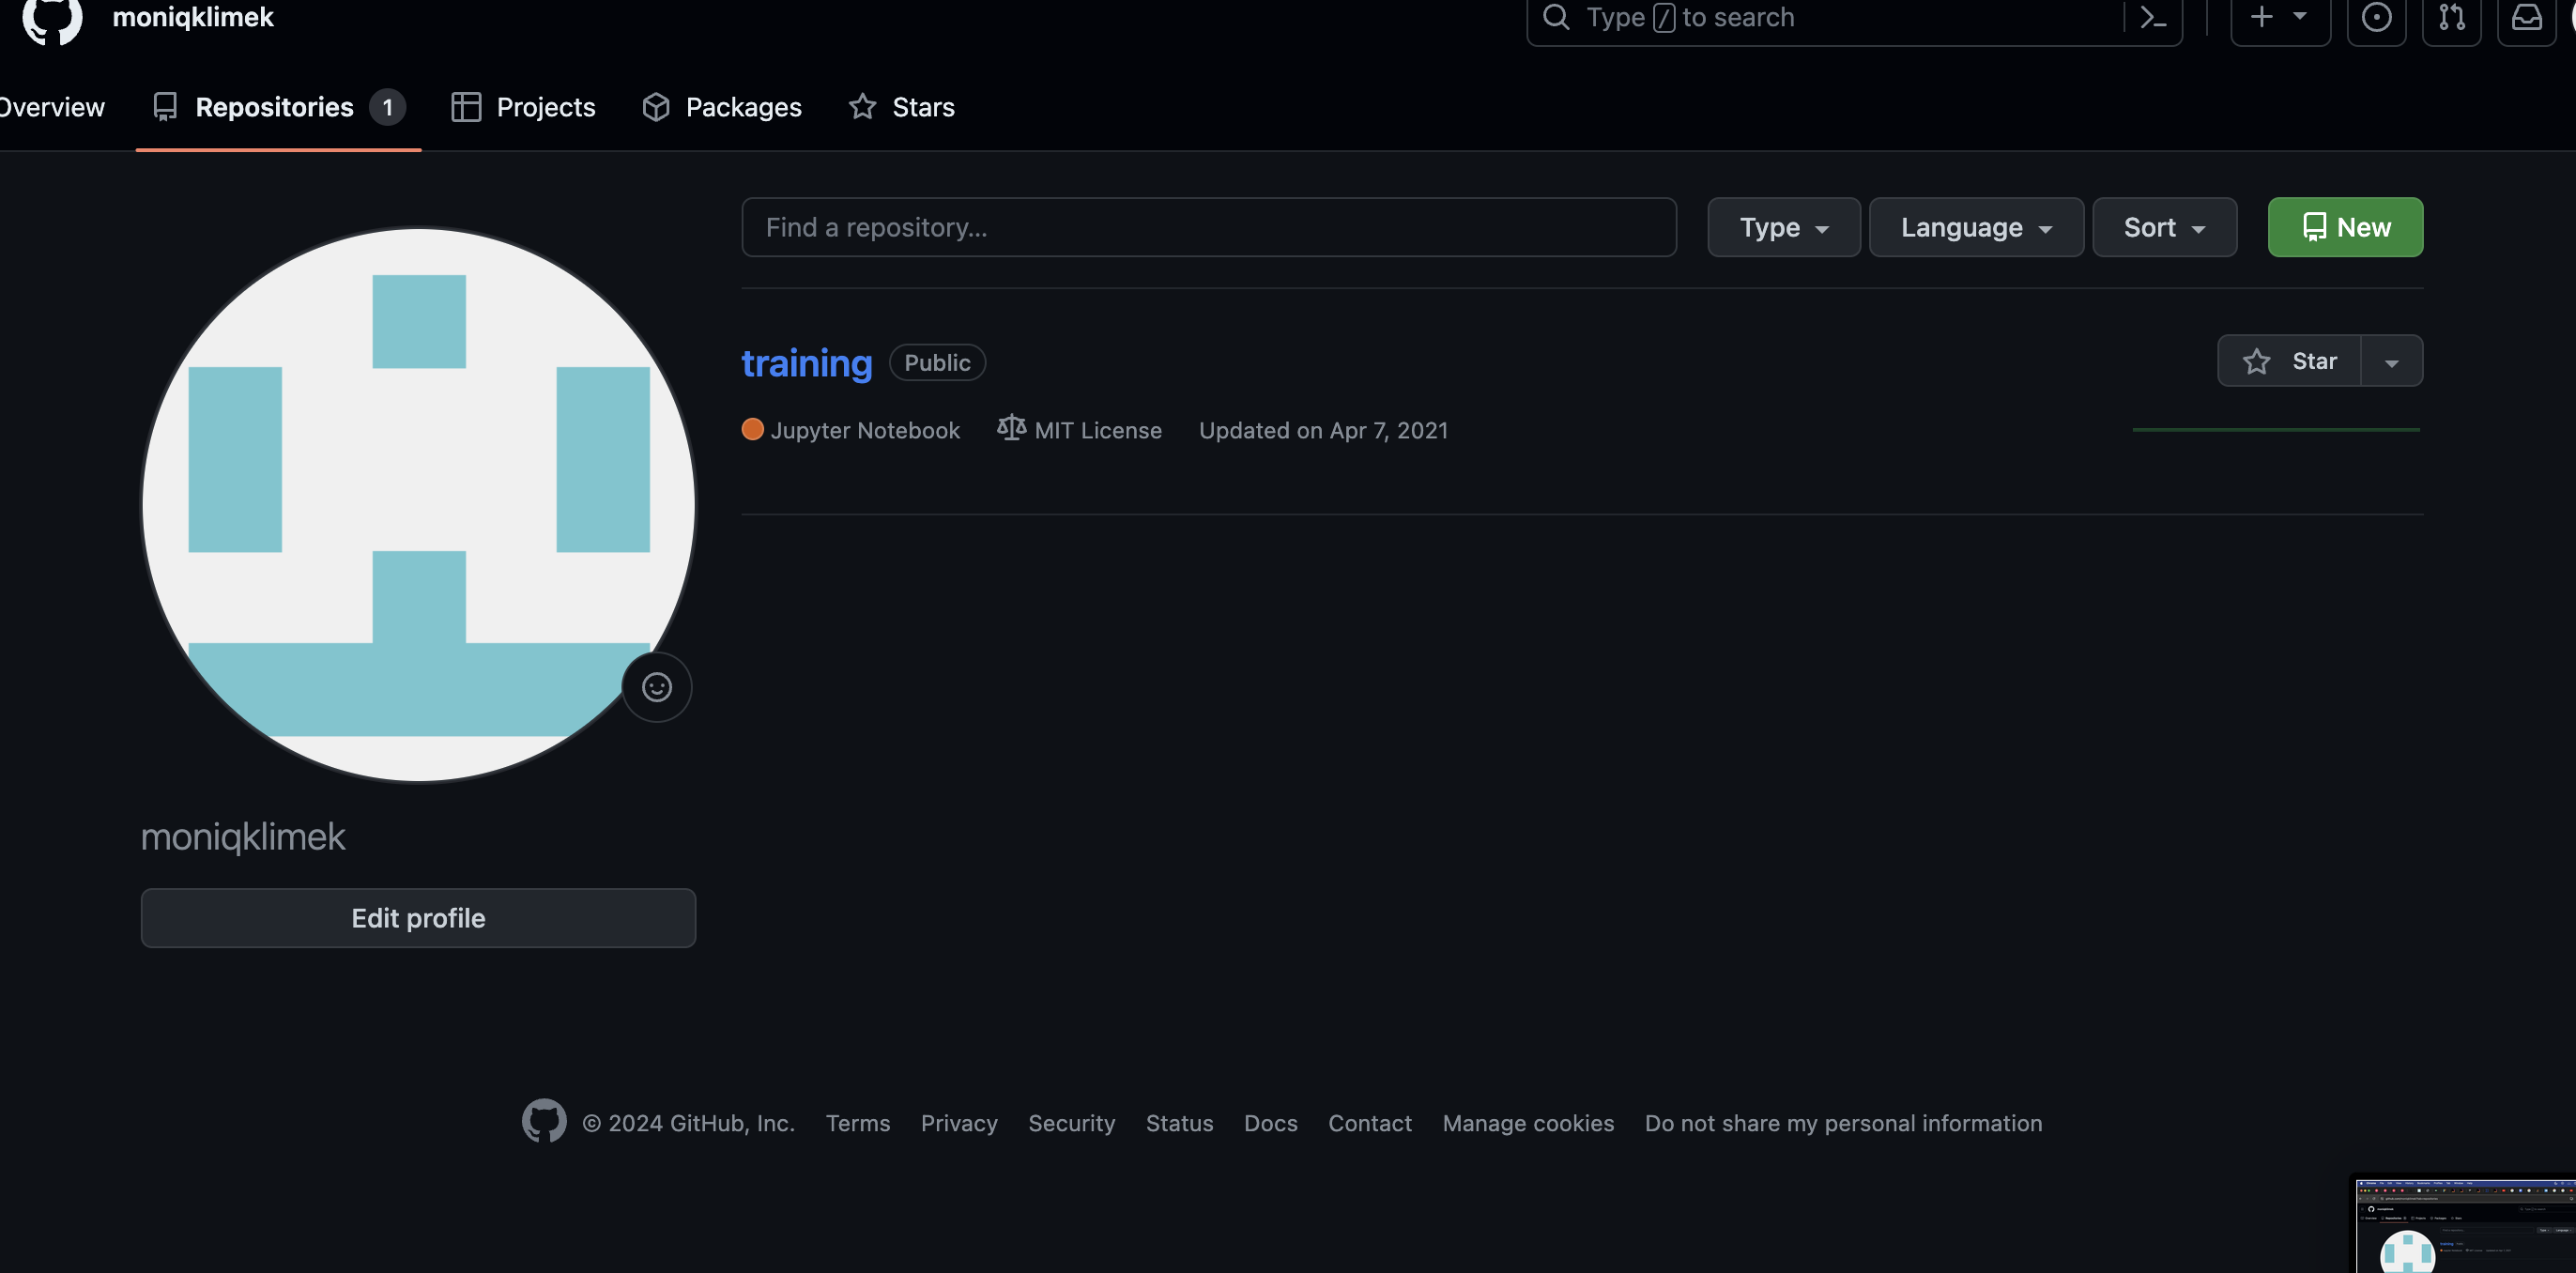 moniqklimek
Type / to search
Overview Repositories 1 Projects Packages Stars
Find a repository... Type Language Sort New
training Public Star
Jupyter Notebook MIT License Updated on Apr 7, 2021
moniqklimek
Edit profile
© 2024 GitHub, Inc. Terms Privacy Security Status Docs Contact Manage cookies Do not share my personal information